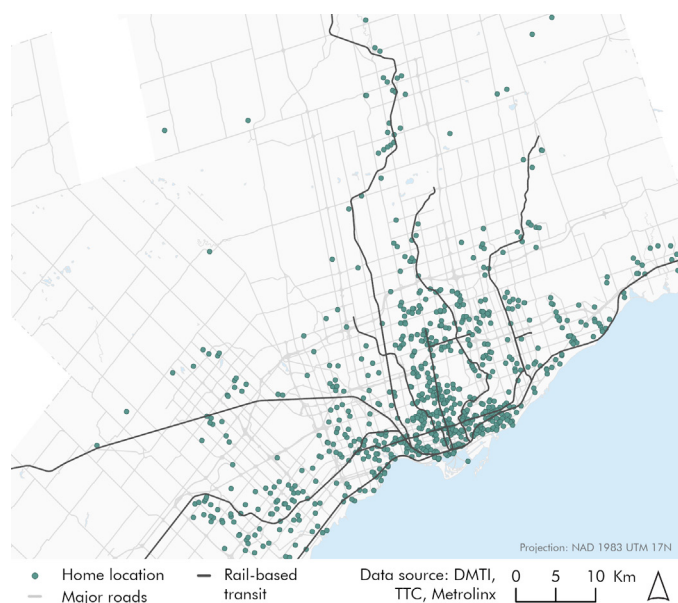 Projection: NAD 1983 UTM 17N
Home location
Major roads
Rail-based
transit
Data source: DMTI,
TTC, Metrolinx
0 5 10 Km